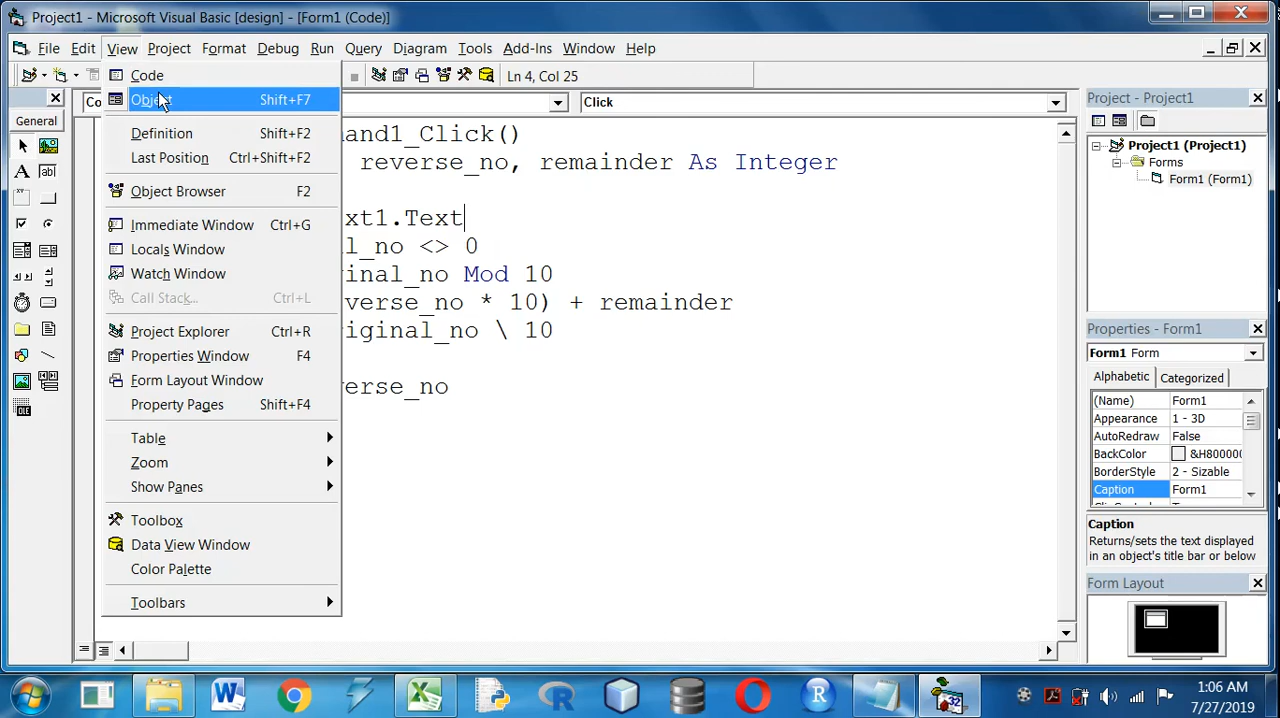 Project1 - Microsoft Visual Basic [design] - [Form1 (Code)]
File Edit View Project Format Debug Run Query Diagram Tools Add-Ins Window Help
Ln 4, Col 25
General
Code
Object Shift+F7
Definition Shift+F2
Last Position Ctrl+Shift+F2
Object Browser F2
Immediate Window Ctrl+G
Locals Window
Watch Window
Call Stack... Ctrl+L
Project Explorer Ctrl+R
Properties Window F4
Form Layout Window
Property Pages Shift+F4
Table
Zoom
Show Panes
Toolbox
Data View Window
Color Palette
Toolbars
Co
Click
and1_Click()
reverse_no, remainder As Integer
xt1.Text
l_no <> 0
inal_no Mod 10
verse_no * 10) + remainder
riginal_no \ 10
verse_no
Project - Project1
Project1 (Project1)
Forms
Form1 (Form1)
Properties - Form1
Form1 Form
Alphabetic Categorized
(Name) Form1
Appearance 1 - 3D
AutoRedraw False
BackColor &H800000
BorderStyle 2 - Sizable
Caption Form1
Caption
Returns/sets the text displayed
in an object's title bar or below
Form Layout
1:06 AM
7/27/2019